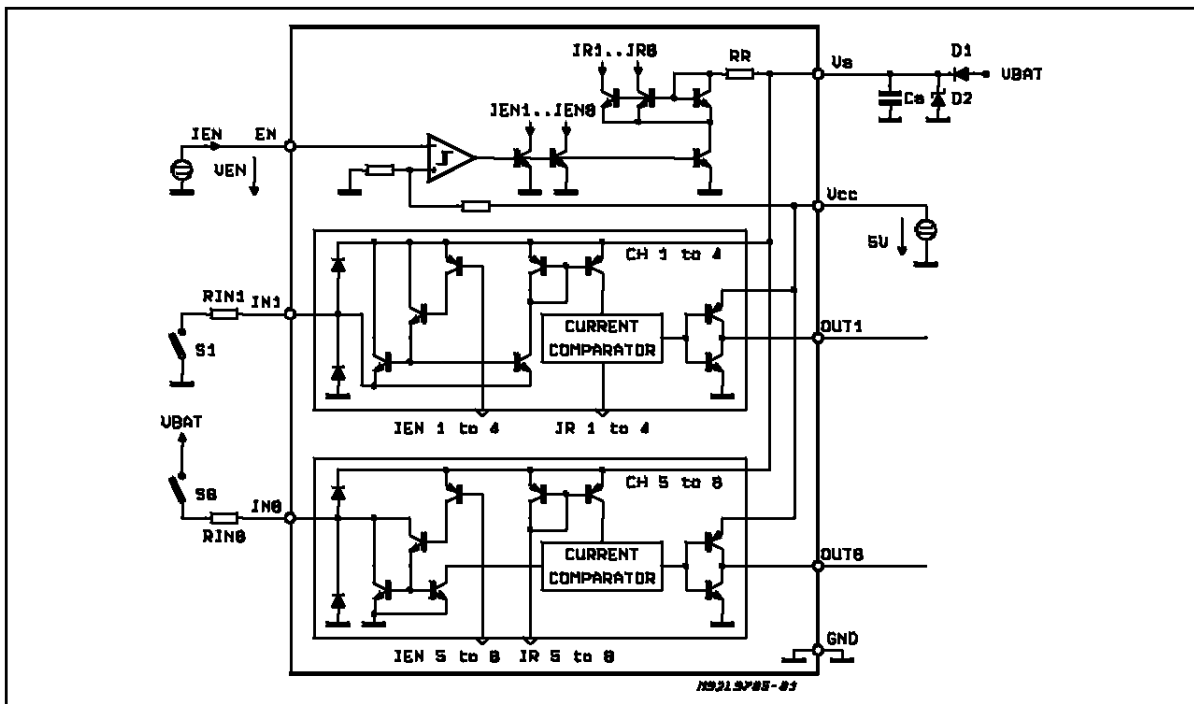 IR1..IR8
RR
Vs
D1
VBAT
Cs
D2
IEN1..IEN8
IEN
EN
VEN
Vcc
5V
CH 1 to 4
RIN1
IN1
S1
CURRENT
COMPARATOR
OUT1
IEN 1 to 4
IR 1 to 4
VBAT
CH 5 to 8
S8
IN8
RIN8
CURRENT
COMPARATOR
OUT8
IEN 5 to 8
IR 5 to 8
GND